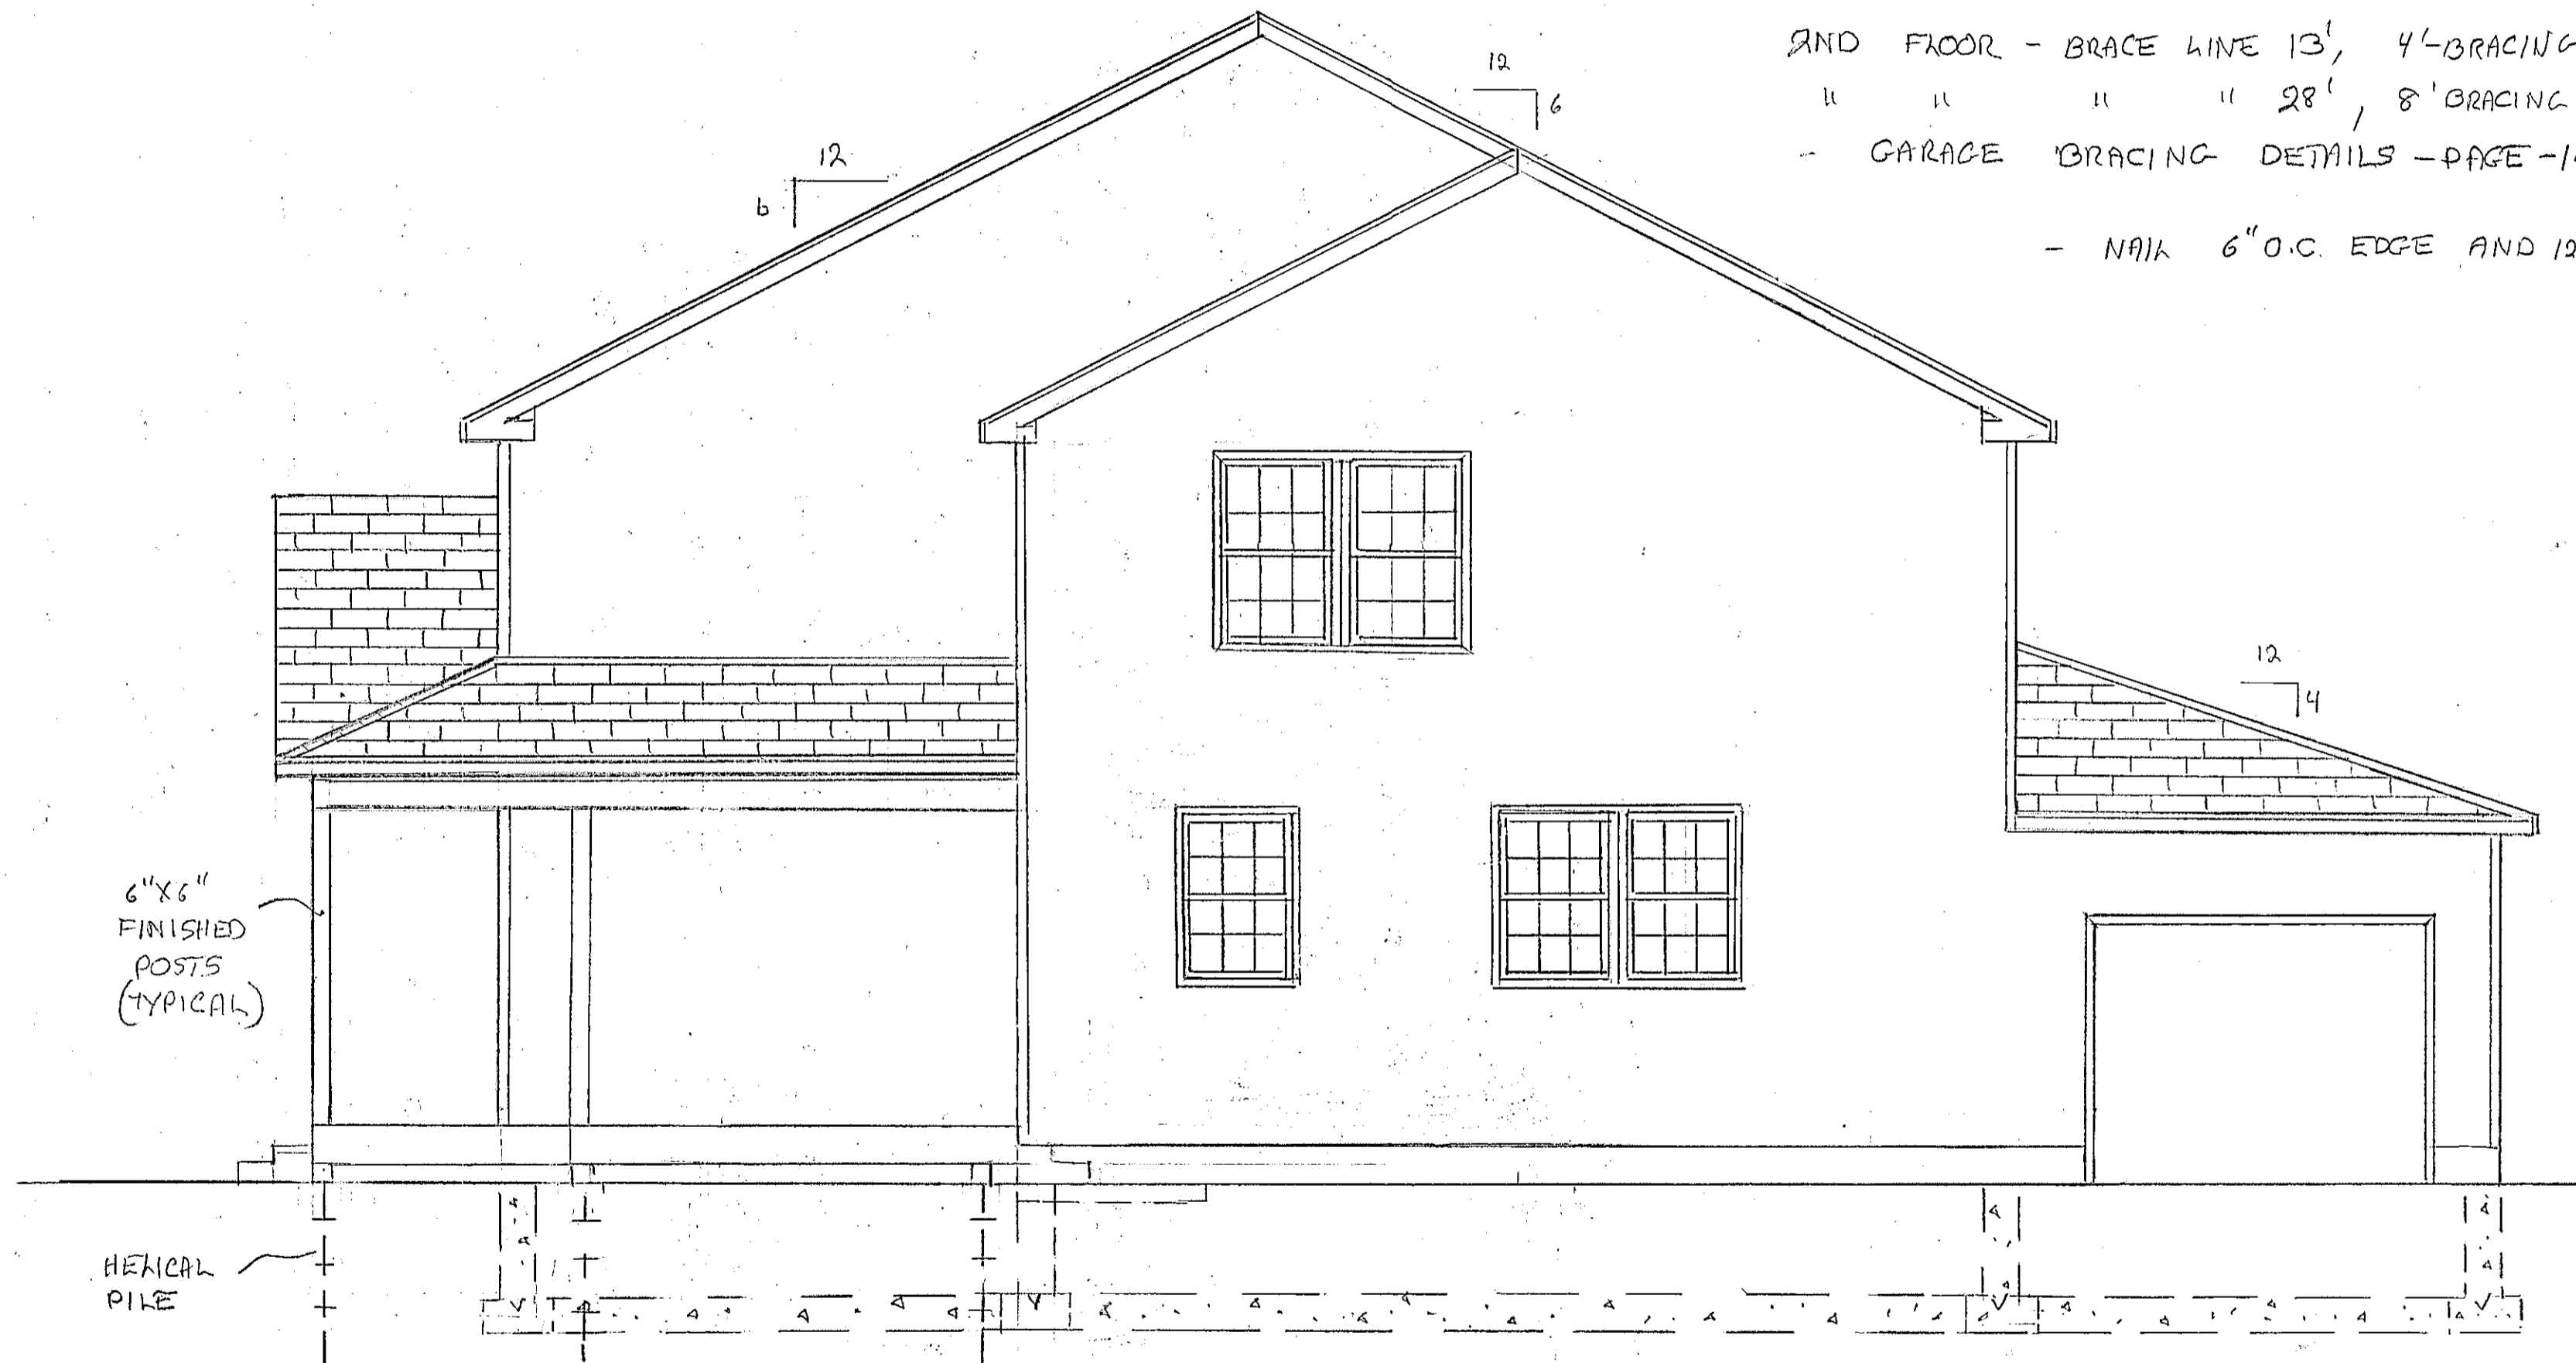 2ND FLOOR - BRACE LINE 13', 4'-BRACING
" " " " 28', 8' BRACING
- GARAGE BRACING DETAILS - PAGE -
- NAIL 6" O.C. EDGE AND 12
12
6
12
6
12
4
6"X6"
FINISHED
POSTS
(TYPICAL)
HELICAL
PILE